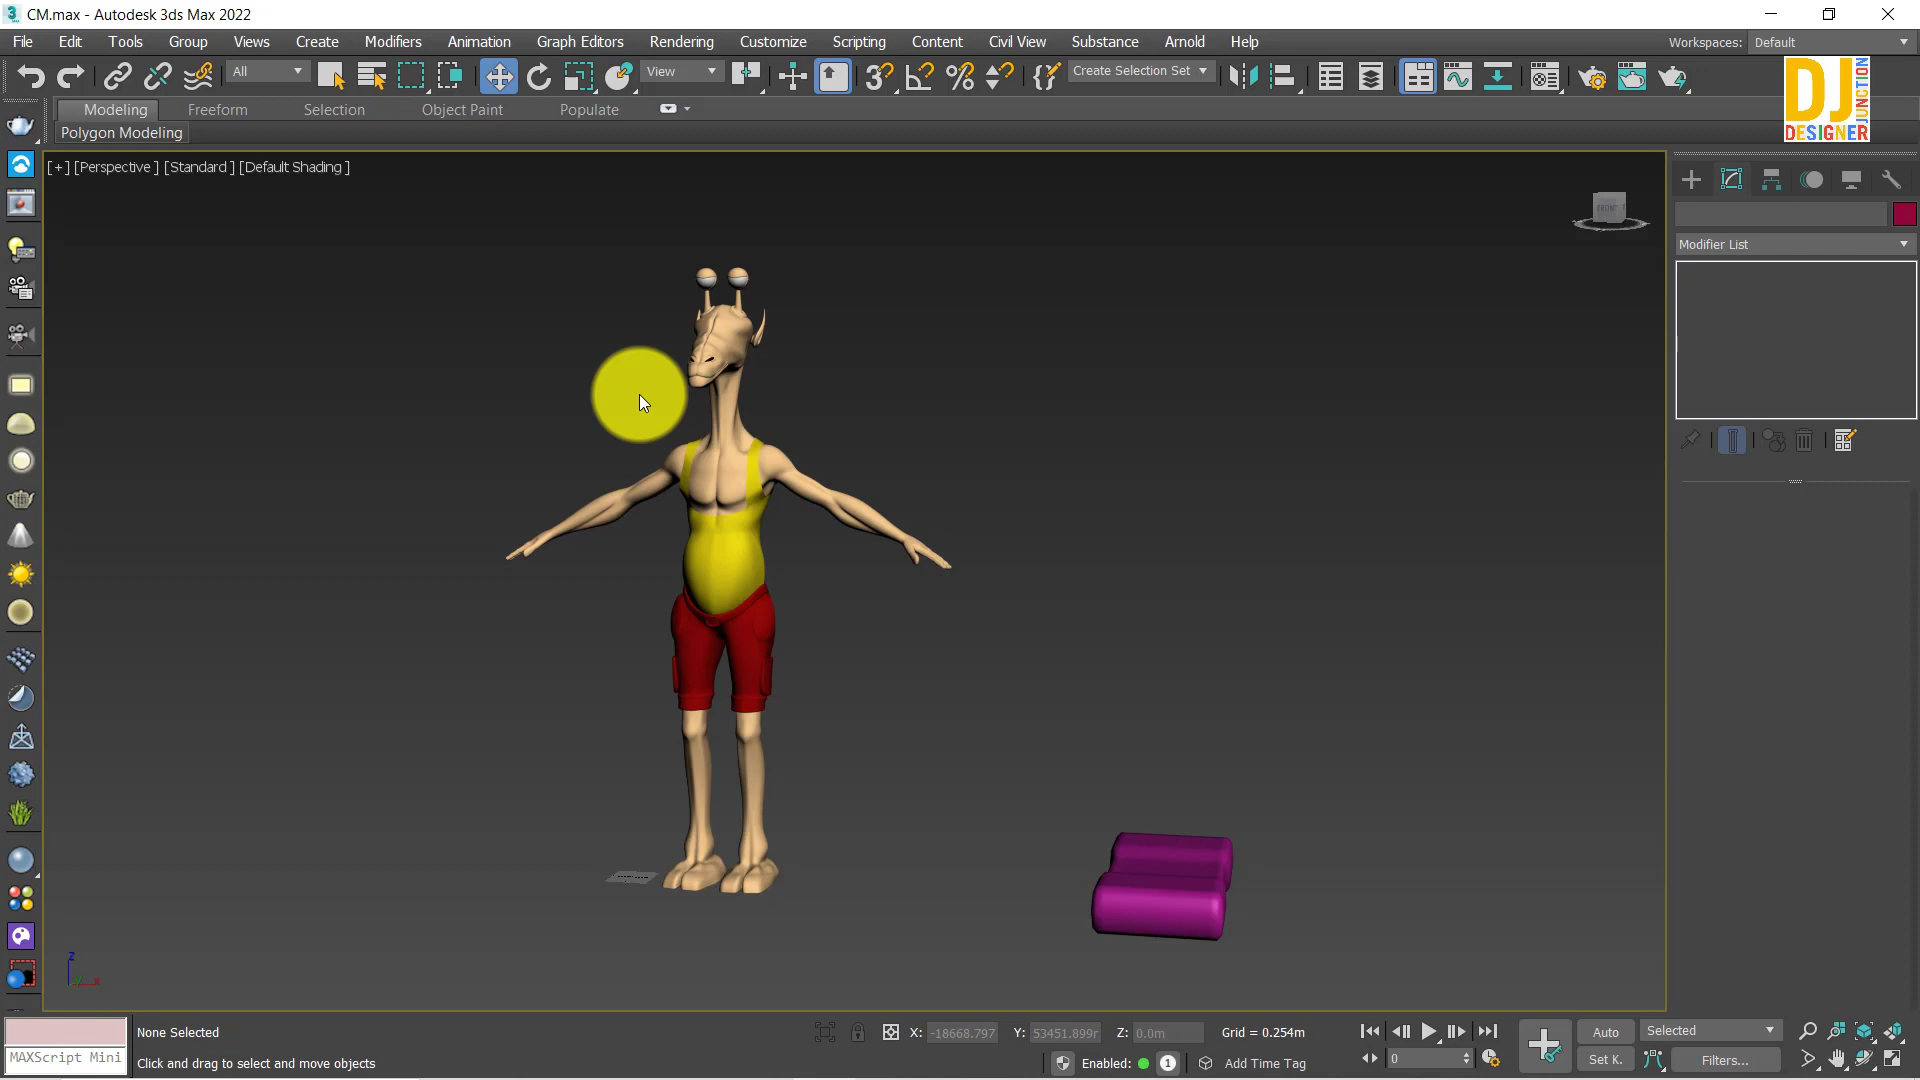 CM.max - Autodesk 3ds Max 2022
File Edit Tools Group Views Create Modifiers Animation Graph Editors Rendering Customize Scripting Content Civil View Substance Arnold Help Workspaces: Default
All View Create Selection Set
DJ JUNCTION
DESIGNER
Modeling Freeform Selection Object Paint Populate
Polygon Modeling
[+] [Perspective ] [Standard ] [Default Shading ]
FRONT
Modifier List
z
x
None Selected X: -18668.797 Y: 53451.899r Z: 0.0m Grid = 0.254m Auto Selected
MAXScript Mini Click and drag to select and move objects Enabled: 1 Add Time Tag 0 Set K. Filters...